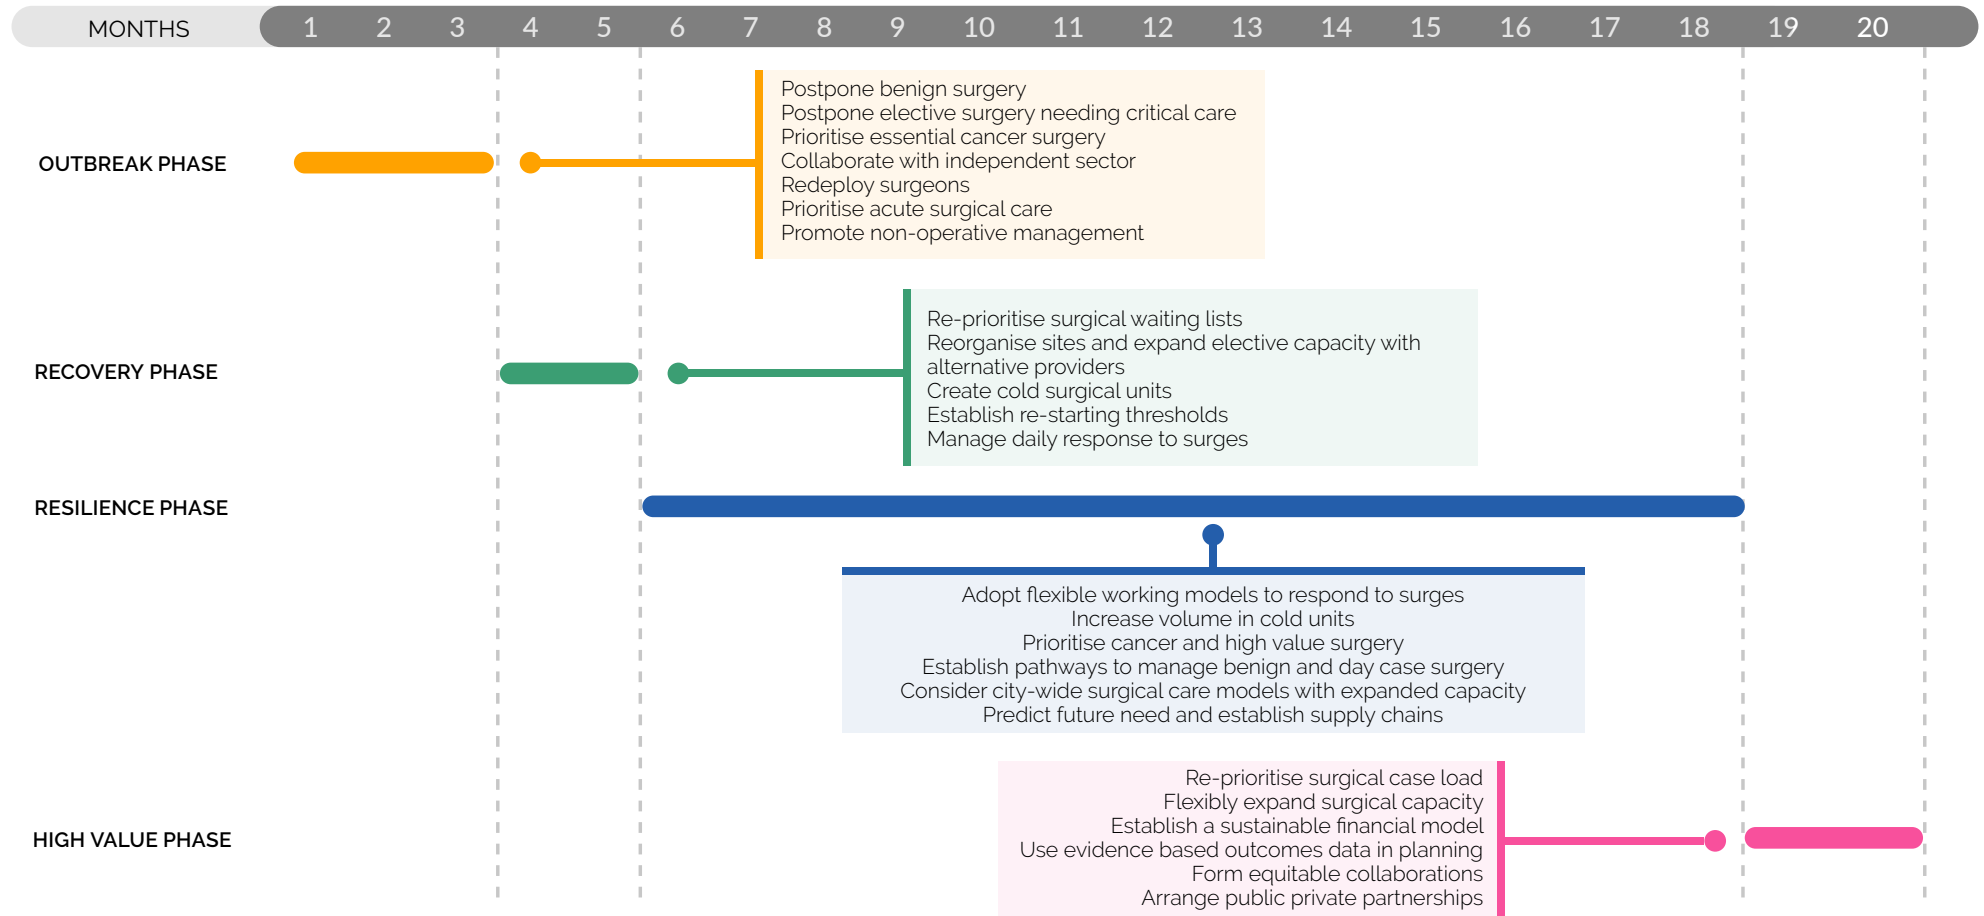 MONTHS 1 2 3 4 5 6 7 8 9 10 11 12 13 14 15 16 17 18 19 20
OUTBREAK PHASE
Postpone benign surgery
Postpone elective surgery needing critical care
Prioritise essential cancer surgery
Collaborate with independent sector
Redeploy surgeons
Prioritise acute surgical care
Promote non-operative management
RECOVERY PHASE
Re-prioritise surgical waiting lists
Reorganise sites and expand elective capacity with
alternative providers
Create cold surgical units
Establish re-starting thresholds
Manage daily response to surges
RESILIENCE PHASE
Adopt flexible working models to respond to surges
Increase volume in cold units
Prioritise cancer and high value surgery
Establish pathways to manage benign and day case surgery
Consider city-wide surgical care models with expanded capacity
Predict future need and establish supply chains
HIGH VALUE PHASE
Re-prioritise surgical case load
Flexibly expand surgical capacity
Establish a sustainable financial model
Use evidence based outcomes data in planning
Form equitable collaborations
Arrange public private partnerships